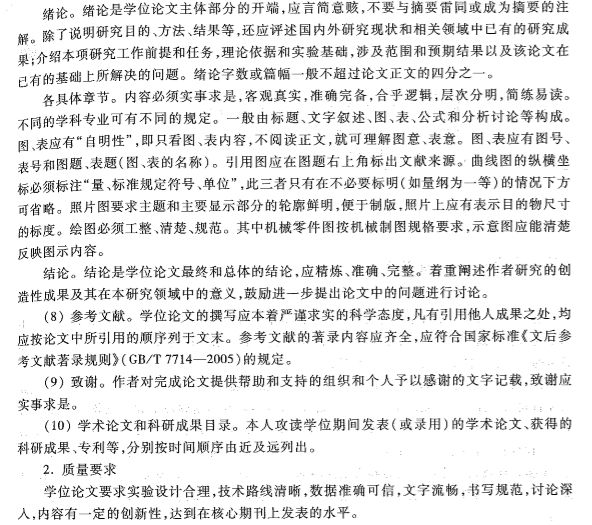 绪论。绪论是学位论文主体部分的开端,应言简意赅,不要与摘要雷同或成为摘要的注
解。除了说明研究目的、方法、结果等,还应评述国内外研究现状和相关领域中已有的研究成
果;介绍本项研究工作前提和任务,理论依据和实验基础,涉及范围和预期结果以及该论文在
已有的基础上所解决的问题。绪论字数或篇幅一般不超过论文正文的四分之一。
各具体章节。内容必须实事求是,客观真实,准确完备,合乎逻辑,层次分明,简练易读。
不同的学科专业可有不同的规定。一般由标题、文字叙述、图、表、公式和分析讨论等构成。
图、表应有“自明性”,即只看图、表内容,不阅读正文,就可理解图意、表意。图、表应有图号、
表号和图题、表题(图、表的名称)。引用图应在图题右上角标出文献来源。曲线图的纵横坐
标必须标注“量、标准规定符号、单位”,此三者只有在不必要标明(如量纲为一等)的情况下方
可省略。照片图要求主题和主要显示部分的轮廓鲜明,便于制版,照片上应有表示目的物尺寸
的标度。绘图必须工整、清楚、规范。其中机械零件图按机械制图规格要求,示意图应能清楚
反映图示内容。
结论。结论是学位论文最终和总体的结论,应精炼、准确、完整。着重阐述作者研究的创
造性成果及其在本研究领域中的意义,鼓励进一步提出论文中的问题进行讨论。
(8) 参考文献。学位论文的撰写应本着严谨求实的科学态度,凡有引用他人成果之处,均
应按论文中所引用的顺序列于文末。参考文献的著录内容应齐全,应符合国家标准《文后参
考文献著录规则》(GB/T 7714—2005)的规定。
(9) 致谢。作者对完成论文提供帮助和支持的组织和个人予以感谢的文字记载,致谢应
实事求是。
(10) 学术论文和科研成果目录。本人攻读学位期间发表(或录用)的学术论文、获得的
科研成果、专利等,分别按时间顺序由近及远列出。
2. 质量要求
学位论文要求实验设计合理,技术路线清晰,数据准确可信,文字流畅,书写规范,讨论深
入,内容有一定的创新性,达到在核心期刊上发表的水平。